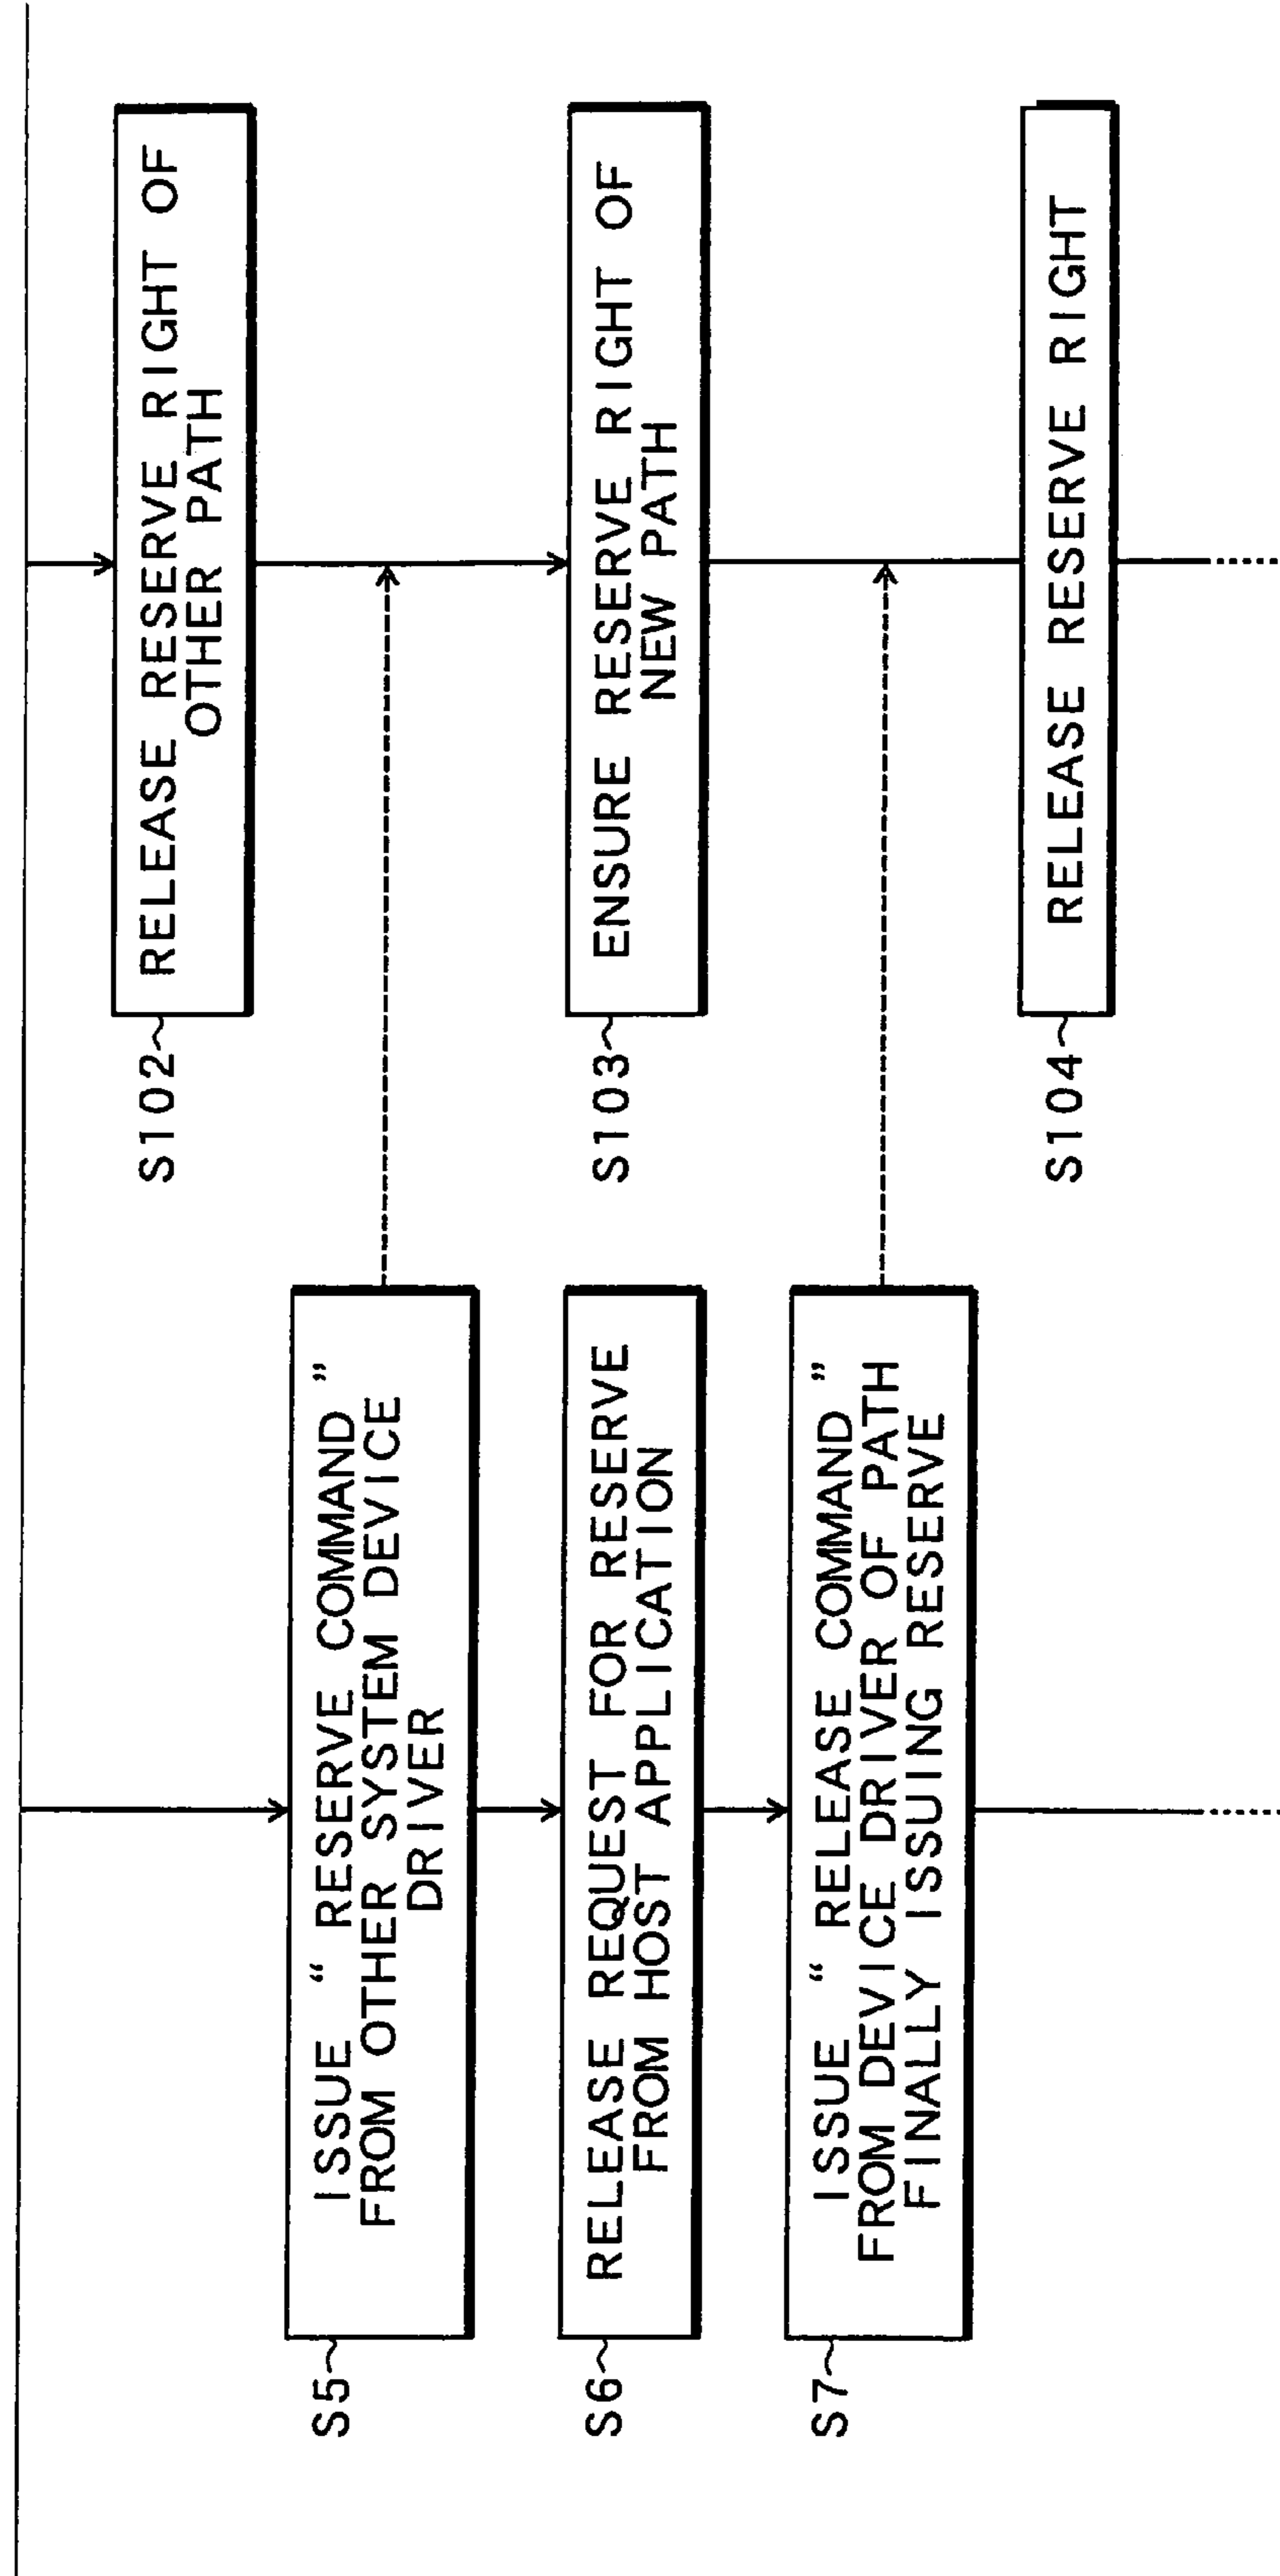 S102
RELEASE RESERVE RIGHT OF
OTHER PATH
S5
ISSUE “ RESERVE COMMAND ”
FROM OTHER SYSTEM DEVICE
DRIVER
S6
RELEASE REQUEST FOR RESERVE
FROM HOST APPLICATION
S103
ENSURE RESERVE RIGHT OF
NEW PATH
S7
ISSUE “ RELEASE COMMAND ”
FROM DEVICE DRIVER OF PATH
FINALLY ISSUING RESERVE
S104
RELEASE RESERVE RIGHT